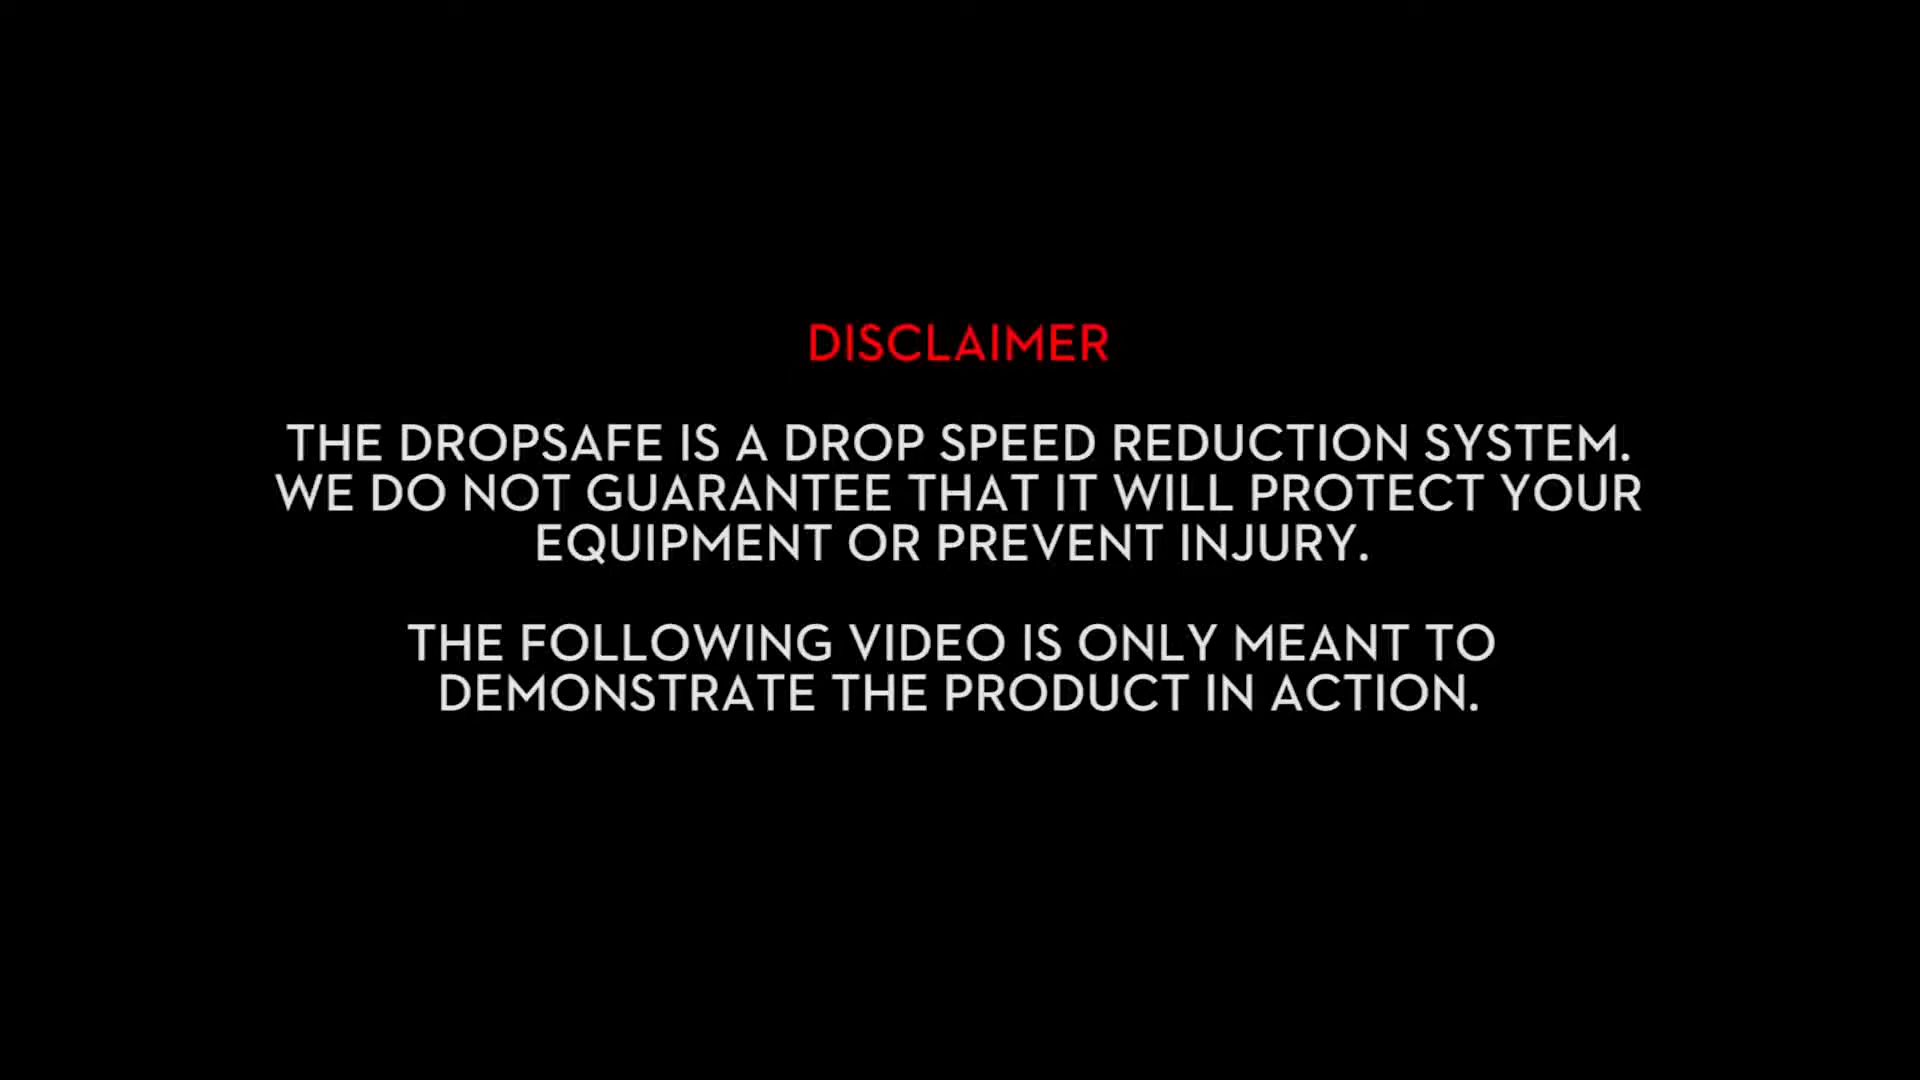 DISCLAIMER
THE DROPSAFE IS A DROP SPEED REDUCTION SYSTEM.
WE DO NOT GUARANTEE THAT IT WILL PROTECT YOUR
EQUIPMENT OR PREVENT INJURY.
THE FOLLOWING VIDEO IS ONLY MEANT TO
DEMONSTRATE THE PRODUCT IN ACTION.